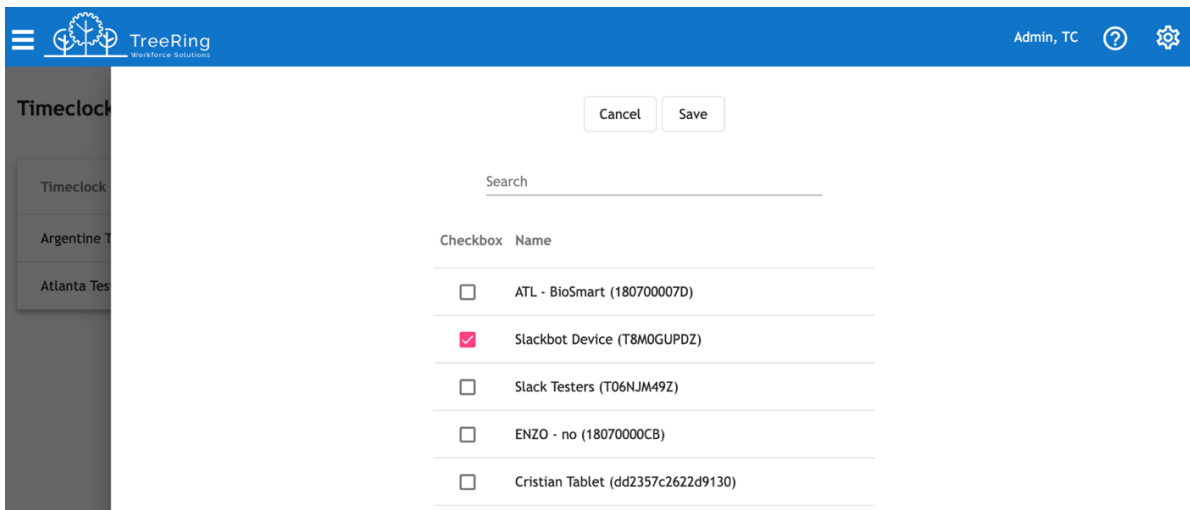 TreeRing
Workforce Solutions
Admin, TC
Timeclock
Cancel Save
Search
Timeclock
Checkbox Name
Argentine T
ATL - BioSmart (180700007D)
Atlanta Tes
Slackbot Device (T8M0GUPDZ)
Slack Testers (T06NJM49Z)
ENZO - no (18070000CB)
Cristian Tablet (dd2357c2622d9130)